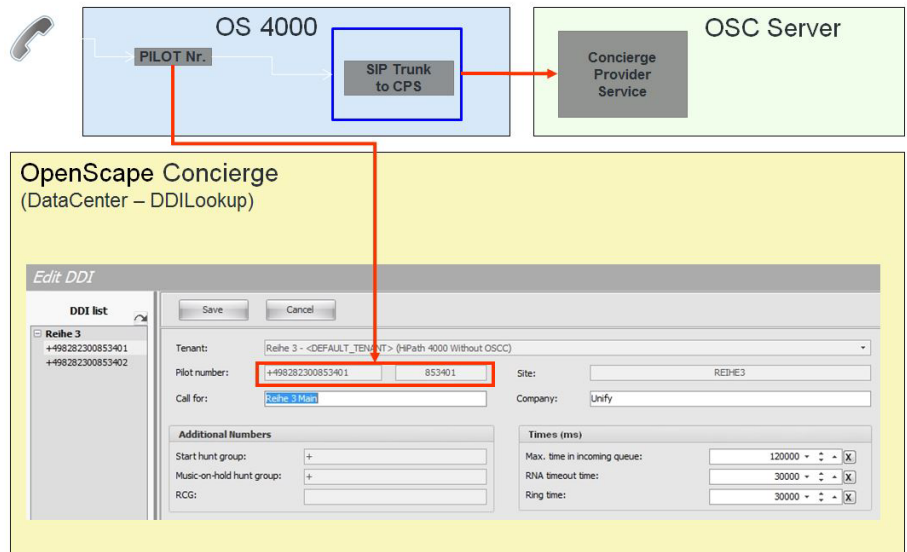 OS 4000
OSC Server
PILOT Nr.
SIP Trunk
to CPS
Concierge
Provider
Service
OpenScape Concierge
(DataCenter – DDILookup)
Edit DDI
DDI list
Save Cancel
Reihe 3
+498282300853401
+498282300853402
Tenant: Reihe 3 - <DEFAULT_TENANT> (HiPath 4000 Without OSCC)
Pilot number: +498282300853401 853401 Site: REIHE3
Call for: Reihe 3 Main Company: Unify
Additional Numbers Times (ms)
Start hunt group: + Max. time in incoming queue: 120000 X
Music-on-hold hunt group: + RNA timeout time: 30000 X
RCG: Ring time: 30000 X